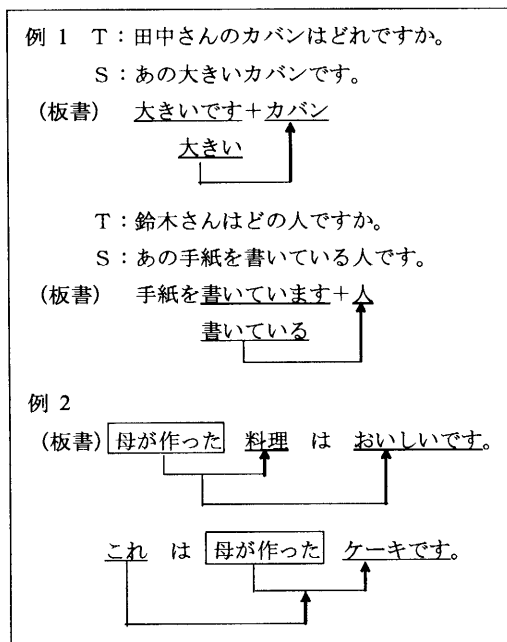 例 1 T:田中さんのカバンはどれですか。
S:あの大きいカバンです。
(板書) 大きいです+カバン
大きい
T:鈴木さんはどの人ですか。
S:あの手紙を書いている人です。
(板書) 手紙を書いています+人
書いている
例 2
(板書) 母が作った 料理 は おいしいです。
これ は 母が作った ケーキです。